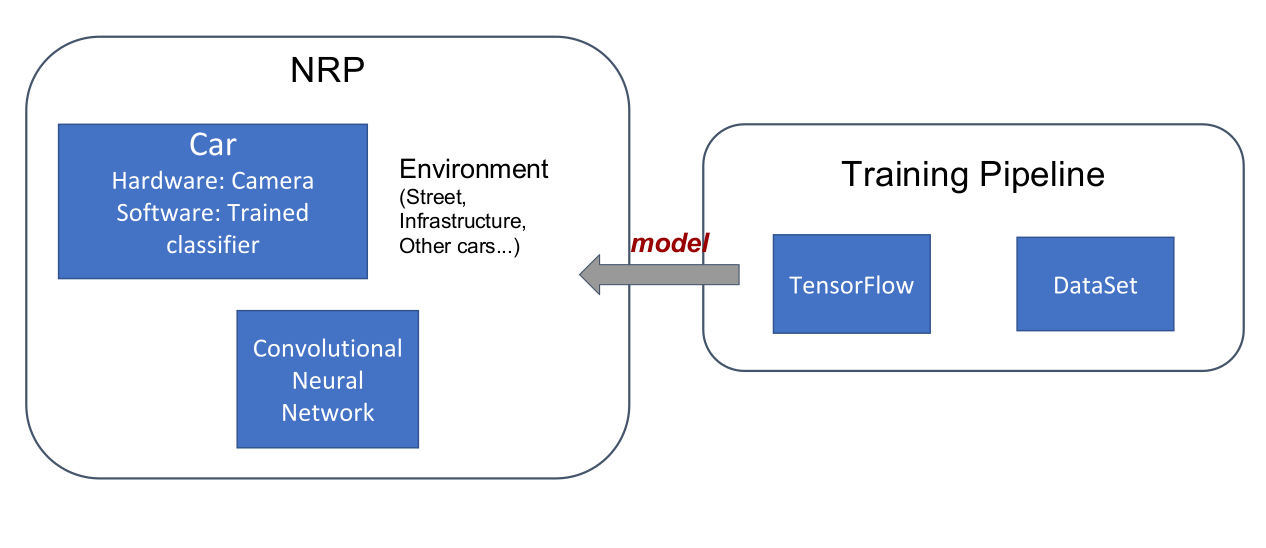 NRP
Car
Hardware: Camera
Software: Trained
classifier
Environment
(Street,
Infrastructure,
Other cars...)
Convolutional
Neural
Network
model
Training Pipeline
TensorFlow
DataSet